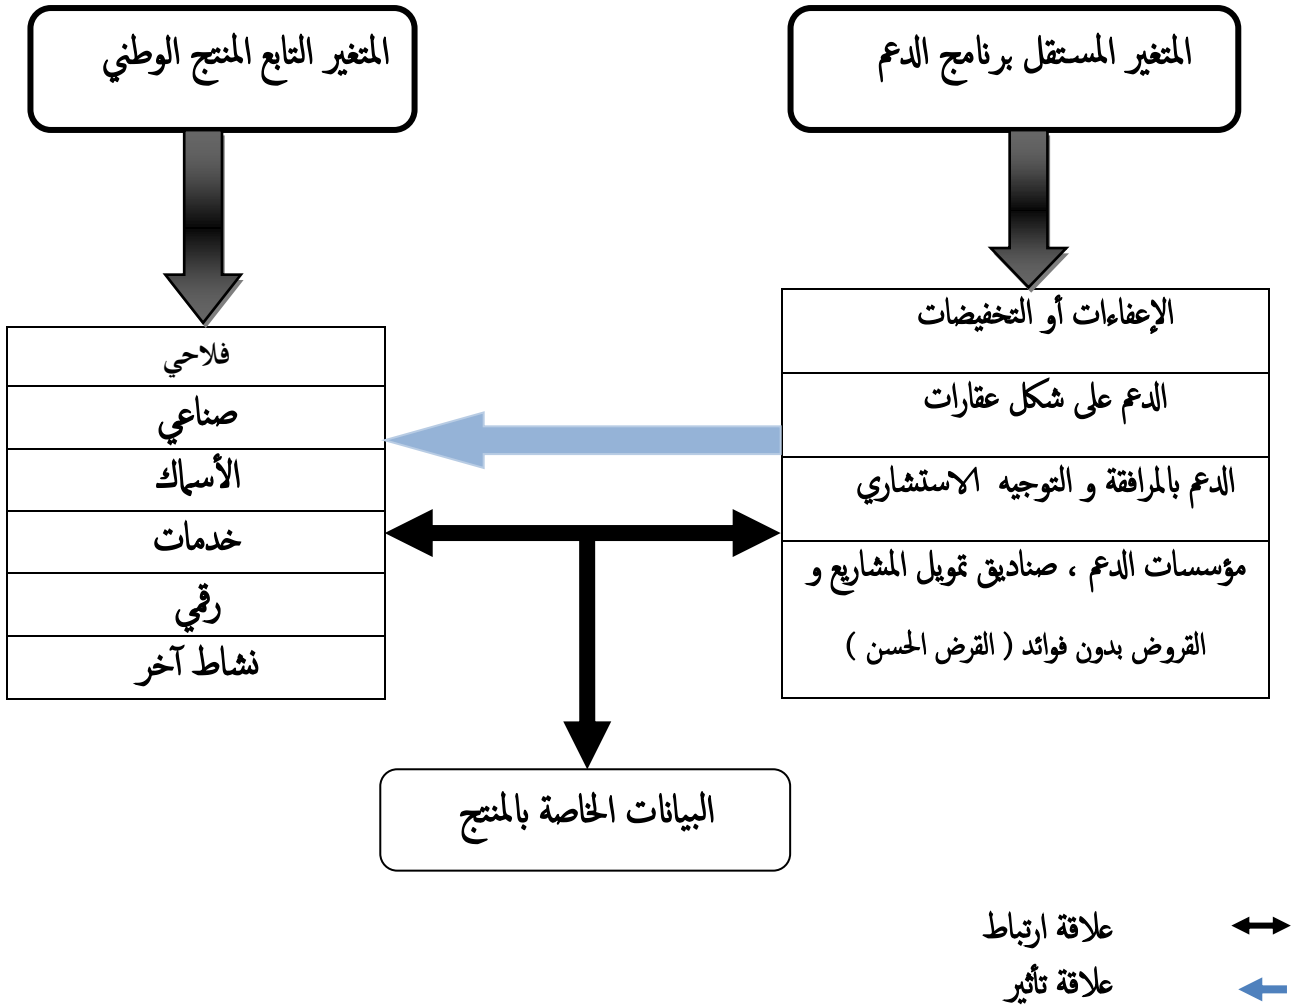 المتغير المستقل برنامج الدعم
المتغير التابع المنتج الوطني
الإعفاءات أو التخفيضات
الدعم على شكل عقارات
الدعم بالمرافقة و التوجيه الاستشاري
مؤسسات الدعم ، صناديق تمويل المشاريع و
القروض بدون فوائد ( القرض الحسن )
فلاحي
صناعي
الأسماك
خدمات
رقمي
نشاط آخر
البيانات الخاصة بالمنتج
علاقة ارتباط
علاقة تأثير